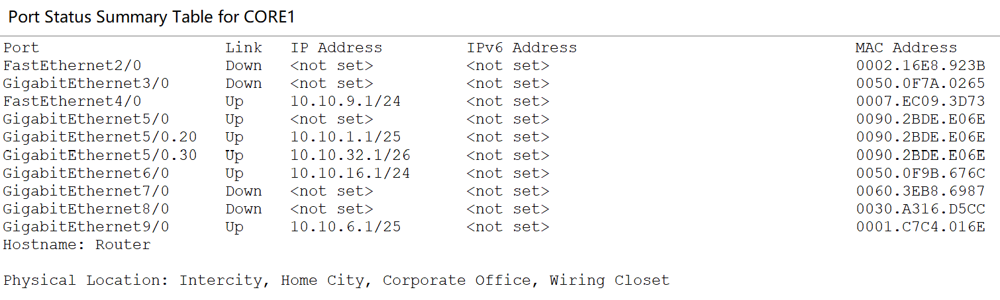 Port Status Summary Table for CORE1
Port Link IP Address IPv6 Address MAC Address
FastEthernet2/0 Down <not set> <not set> 0002.16E8.923B
GigabitEthernet3/0 Down <not set> <not set> 0050.0F7A.0265
FastEthernet4/0 Up 10.10.9.1/24 <not set> 0007.EC09.3D73
GigabitEthernet5/0 Up <not set> <not set> 0090.2BDE.E06E
GigabitEthernet5/0.20 Up 10.10.1.1/25 <not set> 0090.2BDE.E06E
GigabitEthernet5/0.30 Up 10.10.32.1/26 <not set> 0090.2BDE.E06E
GigabitEthernet6/0 Up 10.10.16.1/24 <not set> 0050.0F9B.676C
GigabitEthernet7/0 Down <not set> <not set> 0060.3EB8.6987
GigabitEthernet8/0 Down <not set> <not set> 0030.A316.D5CC
GigabitEthernet9/0 Up 10.10.6.1/25 <not set> 0001.C7C4.016E
Hostname: Router
Physical Location: Intercity, Home City, Corporate Office, Wiring Closet